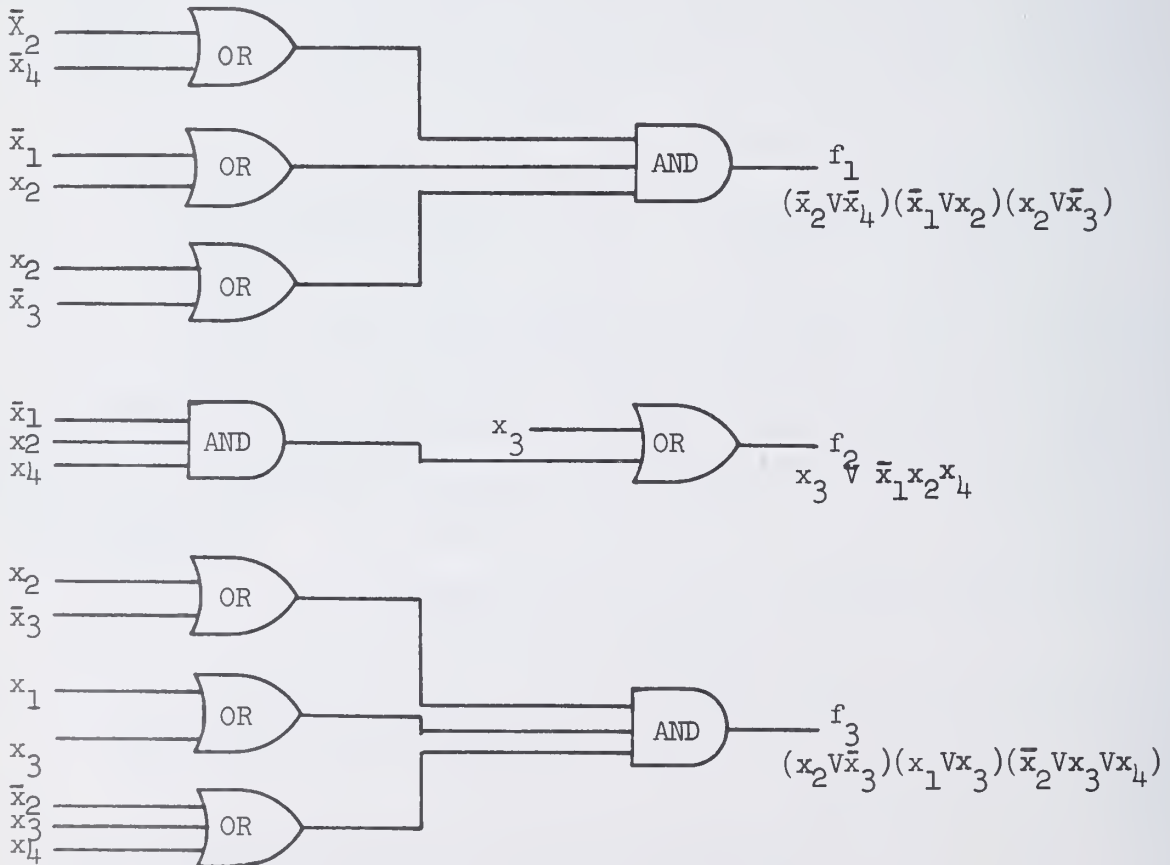 x̄2
x̄4
OR
x̄1
x2
OR
x2
x̄3
OR
AND
f1
(x̄2Vx̄4)(x̄1Vx2)(x2Vx̄3)
x̄1
x2
x4
AND
x3
OR
f2
x3 V x̄1x2x4
x2
x̄3
OR
x1
x3
OR
x̄2
x3
x4
OR
AND
f3
(x2Vx̄3)(x1Vx3)(x̄2Vx3Vx4)